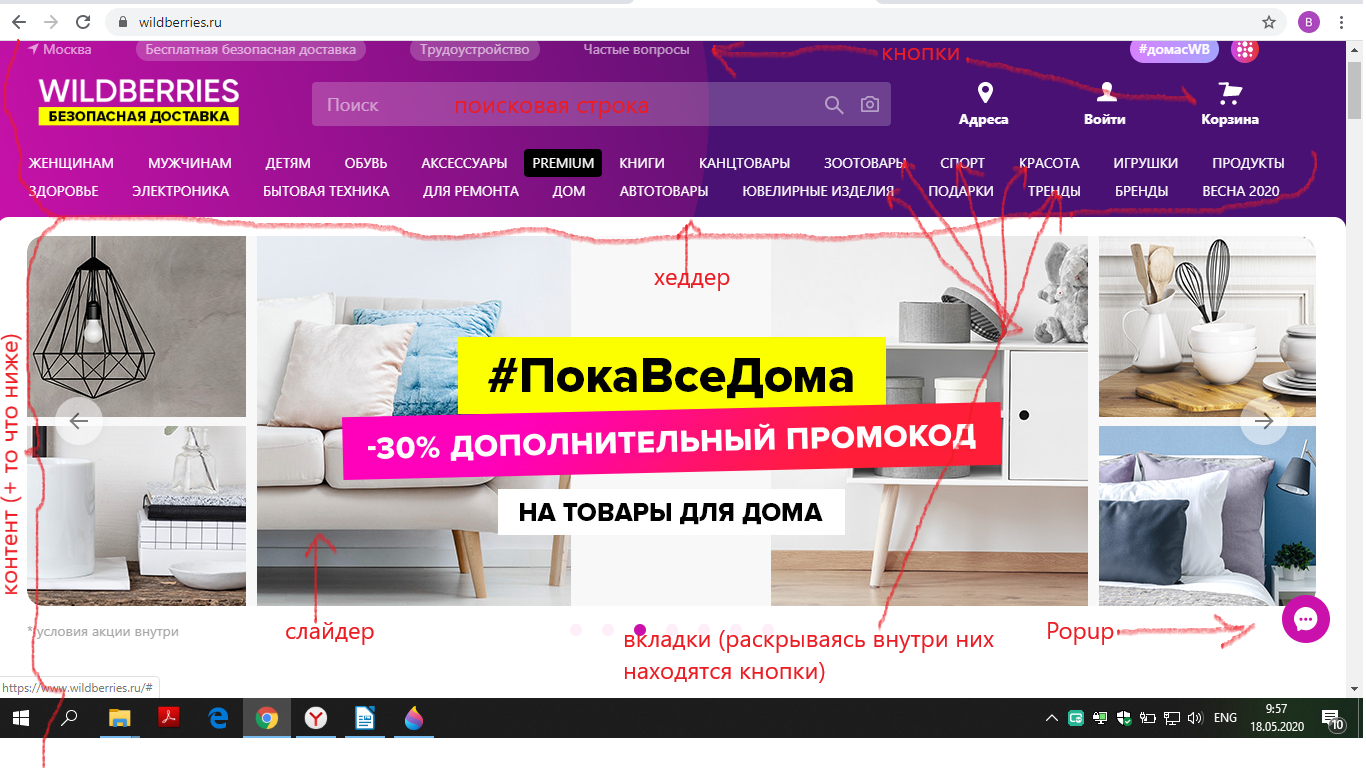 wildberries.ru
В
Москва
Бесплатная безопасная доставка
Трудоустройство
Частые вопросы
кнопки
#домасWB
WILDBERRIES
БЕЗОПАСНАЯ ДОСТАВКА
Поиск
поисковая строка
Адреса
Войти
Корзина
ЖЕНЩИНАМ МУЖЧИНАМ ДЕТЯМ ОБУВЬ АКСЕССУАРЫ PREMIUM КНИГИ КАНЦТОВАРЫ ЗООТОВАРЫ СПОРТ КРАСОТА ИГРУШКИ ПРОДУКТЫ
ЗДОРОВЬЕ ЭЛЕКТРОНИКА БЫТОВАЯ ТЕХНИКА ДЛЯ РЕМОНТА ДОМ АВТОТОВАРЫ ЮВЕЛИРНЫЕ ИЗДЕЛИЯ ПОДАРКИ ТРЕНДЫ БРЕНДЫ ВЕСНА 2020
хеддер
контент (+ то что ниже)
#ПокаВсеДома
-30% ДОПОЛНИТЕЛЬНЫЙ ПРОМОКОД
НА ТОВАРЫ ДЛЯ ДОМА
*условия акции внутри
слайдер
вкладки (раскрываясь внутри них
находятся кнопки)
Popup
https://www.wildberries.ru/#
ENG
9:57
18.05.2020
10